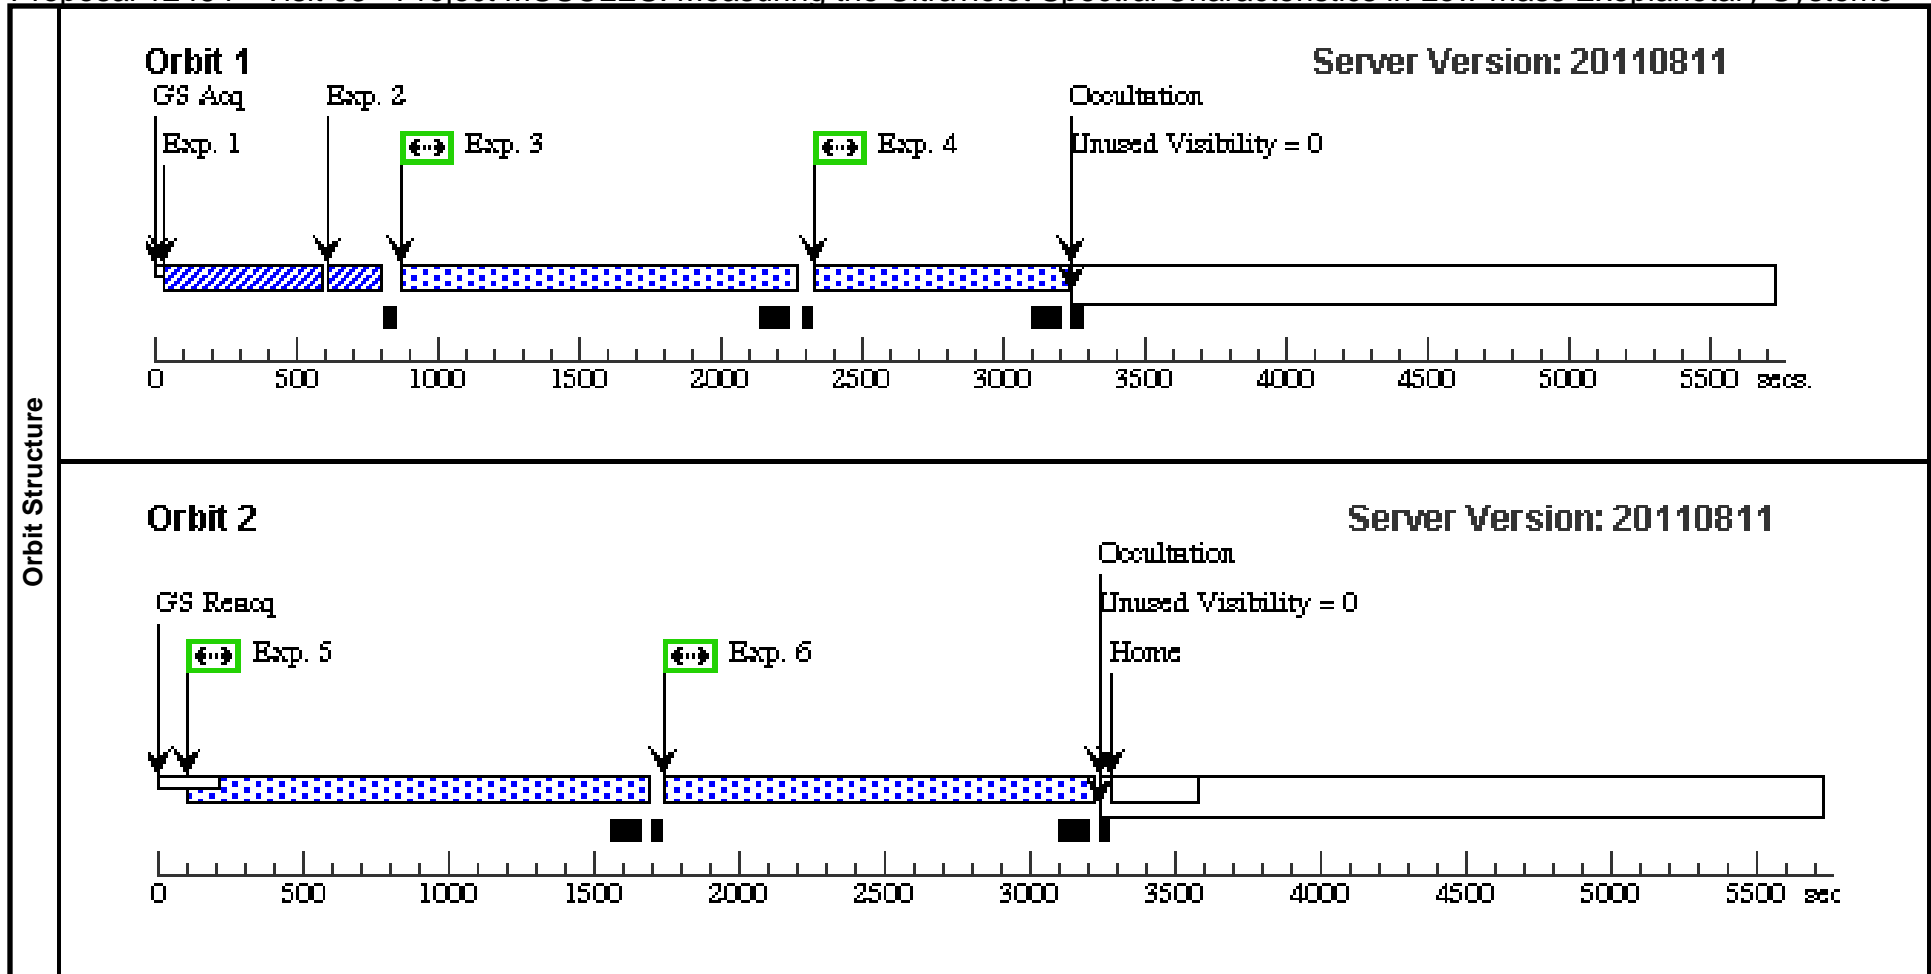 Orbit Structure
Orbit 1
Server Version: 20110811
GS Acq
Exp. 2
Occultation
Exp. 1
Exp. 3
Exp. 4
Unused Visibility = 0
0 500 1000 1500 2000 2500 3000 3500 4000 4500 5000 5500 secs.
Orbit 2
Server Version: 20110811
Occultation
GS Reacq
Unused Visibility = 0
Exp. 5
Exp. 6
Home
0 500 1000 1500 2000 2500 3000 3500 4000 4500 5000 5500 sec